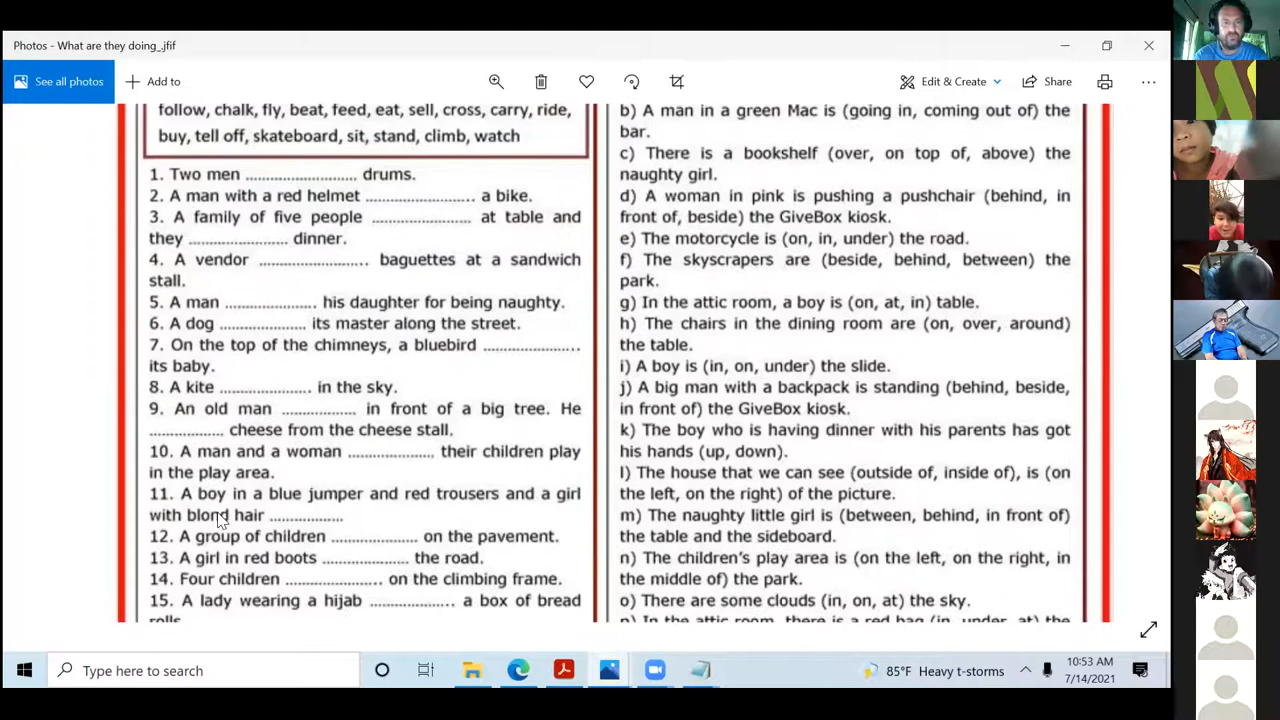 Photos - What are they doing_.jfif
See all photos
Add to
Edit & Create
Share
follow, chalk, fly, beat, feed, eat, sell, cross, carry, ride,
buy, tell off, skateboard, sit, stand, climb, watch
1. Two men .......................... drums.
2. A man with a red helmet .......................... a bike.
3. A family of five people ....................... at table and
they ....................... dinner.
4. A vendor .......................... baguettes at a sandwich
stall.
5. A man ..................... his daughter for being naughty.
6. A dog .................... its master along the street.
7. On the top of the chimneys, a bluebird .......................
its baby.
8. A kite ..................... in the sky.
9. An old man ................. in front of a big tree. He
................. cheese from the cheese stall.
10. A man and a woman .................... their children play
in the play area.
11. A boy in a blue jumper and red trousers and a girl
with blond hair .................
12. A group of children .................... on the pavement.
13. A girl in red boots .................... the road.
14. Four children ....................... on the climbing frame.
15. A lady wearing a hijab .................... a box of bread
rolls
b) A man in a green Mac is (going in, coming out of) the
bar.
c) There is a bookshelf (over, on top of, above) the
naughty girl.
d) A woman in pink is pushing a pushchair (behind, in
front of, beside) the GiveBox kiosk.
e) The motorcycle is (on, in, under) the road.
f) The skyscrapers are (beside, behind, between) the
park.
g) In the attic room, a boy is (on, at, in) table.
h) The chairs in the dining room are (on, over, around)
the table.
i) A boy is (in, on, under) the slide.
j) A big man with a backpack is standing (behind, beside,
in front of) the GiveBox kiosk.
k) The boy who is having dinner with his parents has got
his hands (up, down).
l) The house that we can see (outside of, inside of), is (on
the left, on the right) of the picture.
m) The naughty little girl is (between, behind, in front of)
the table and the sideboard.
n) The children's play area is (on the left, on the right, in
the middle of) the park.
o) There are some clouds (in, on, at) the sky.
p) In the attic room, there is a red bag (in, under, at) the
Type here to search
85°F Heavy t-storms
10:53 AM
7/14/2021